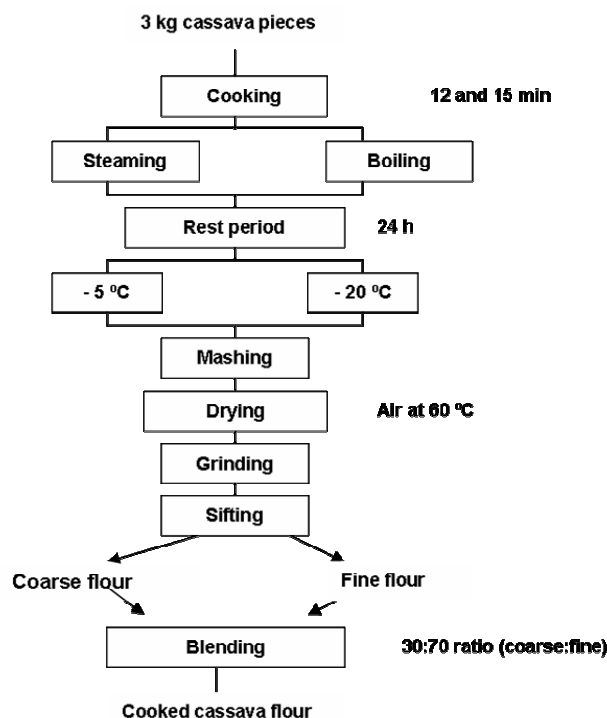 3 kg cassava pieces
Cooking
12 and 15 min
Steaming
Boiling
Rest period
24 h
- 5 ºC
- 20 ºC
Mashing
Drying
Air at 60 ºC
Grinding
Sifting
Coarse flour
Fine flour
Blending
30:70 ratio (coarse:fine)
Cooked cassava flour